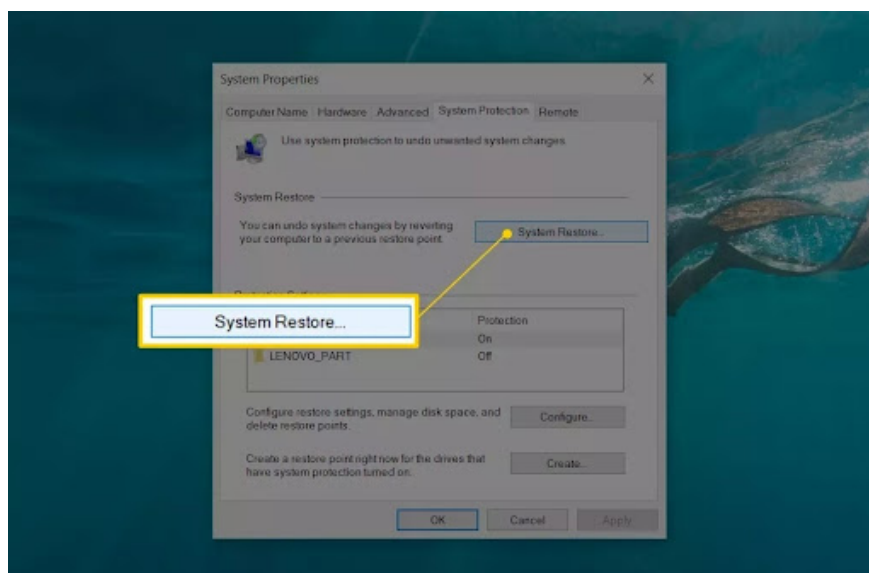 System Properties
Computer Name Hardware Advanced System Protection Remote
Use system protection to undo unwanted system changes
System Restore
You can undo system changes by reverting
your computer to a previous restore point
System Restore...
System Restore...
Protection
On
LENOVO_PART Off
Configure restore settings, manage disk space, and
delete restore points.
Configure...
Create a restore point right now for the drives that
have system protection turned on.
Create...
OK Cancel Apply